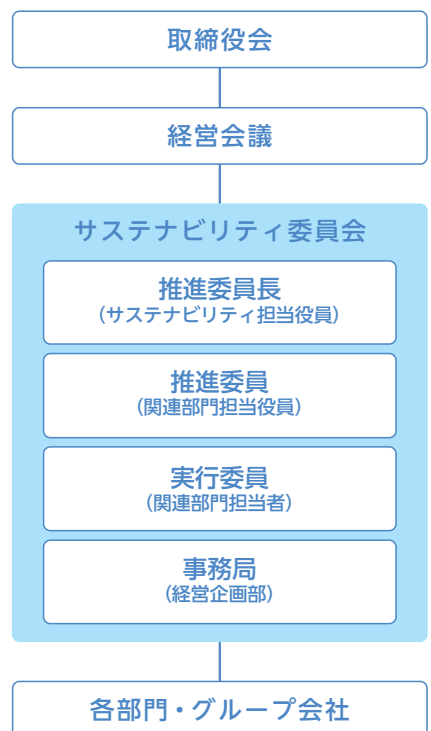 取締役会
経営会議
サステナビリティ委員会
推進委員長
（サステナビリティ担当役員）
推進委員
（関連部門担当役員）
実行委員
（関連部門担当者）
事務局
（経営企画部）
各部門・グループ会社